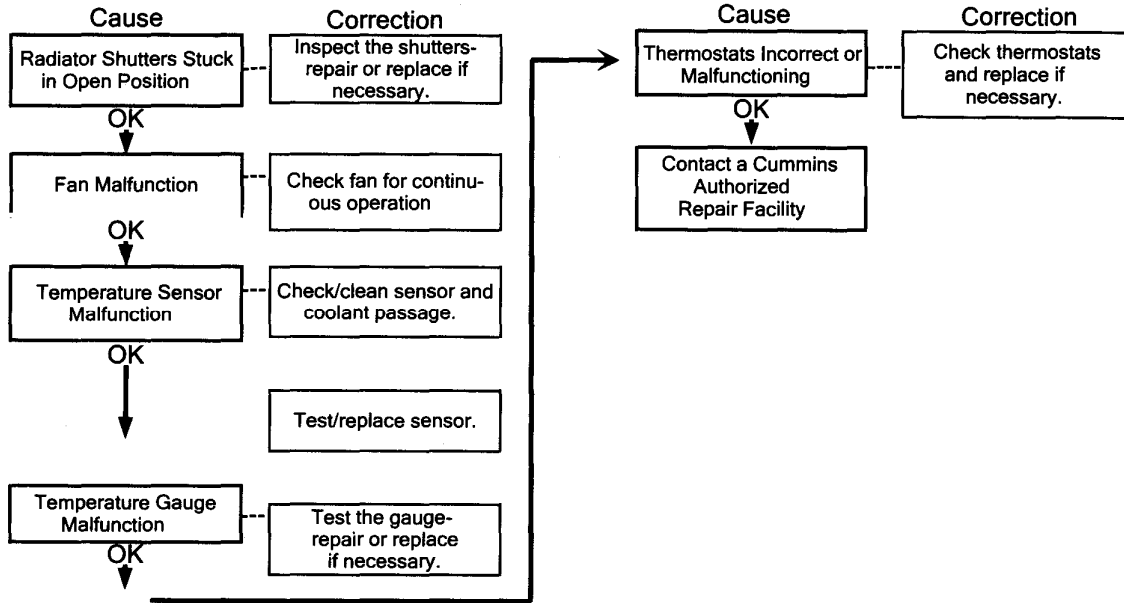 Cause
Correction
Radiator Shutters Stuck
in Open Position
Inspect the shutters-
repair or replace if
necessary.
OK
Fan Malfunction
Check fan for continu-
ous operation
OK
Temperature Sensor
Malfunction
Check/clean sensor and
coolant passage.
OK
Test/replace sensor.
Temperature Gauge
Malfunction
Test the gauge-
repair or replace
if necessary.
OK
Cause
Correction
Thermostats Incorrect or
Malfunctioning
Check thermostats
and replace if
necessary.
OK
Contact a Cummins
Authorized
Repair Facility